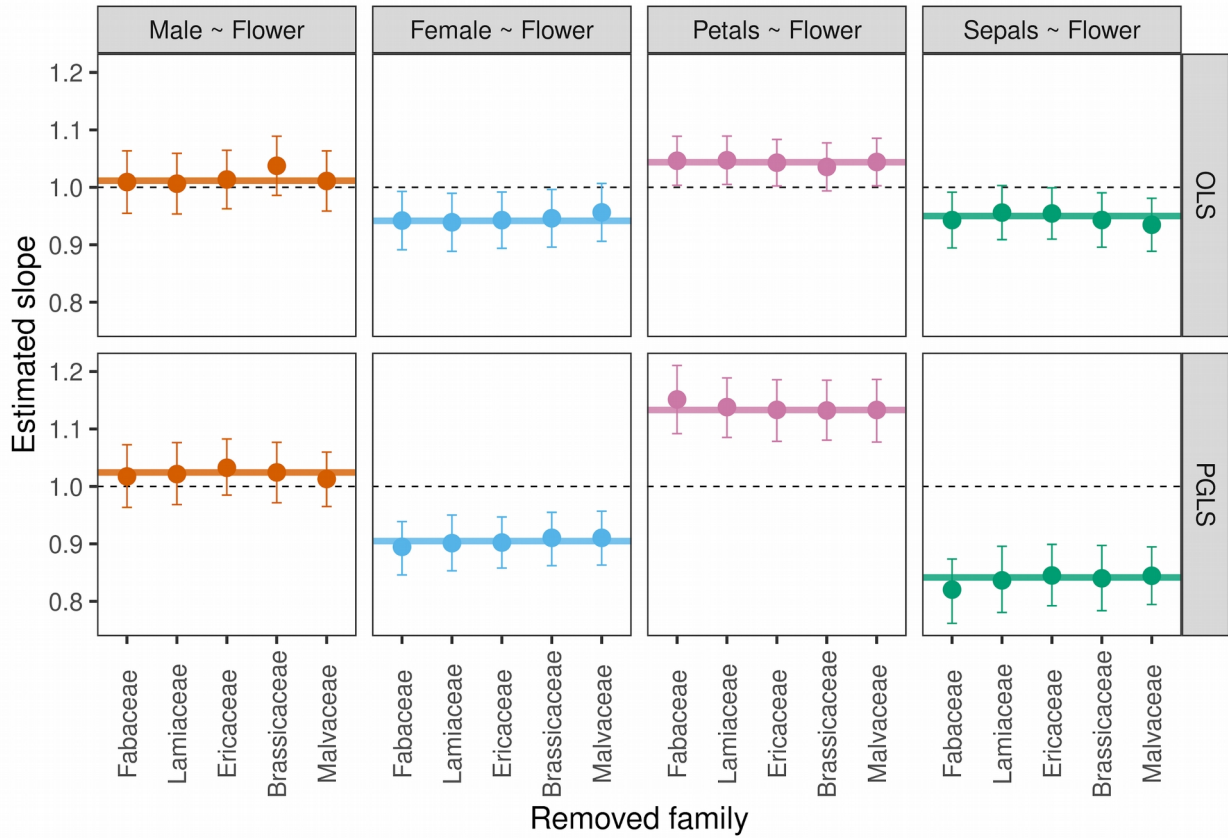 Male ~ Flower
Female ~ Flower
Petals ~ Flower
Sepals ~ Flower
Estimated slope
1.2
1.1
1.0
0.9
0.8
OLS
1.2
1.1
1.0
0.9
0.8
PGLS
Fabaceae
Lamiaceae
Ericaceae
Brassicaceae
Malvaceae
Fabaceae
Lamiaceae
Ericaceae
Brassicaceae
Malvaceae
Fabaceae
Lamiaceae
Ericaceae
Brassicaceae
Malvaceae
Fabaceae
Lamiaceae
Ericaceae
Brassicaceae
Malvaceae
Removed family